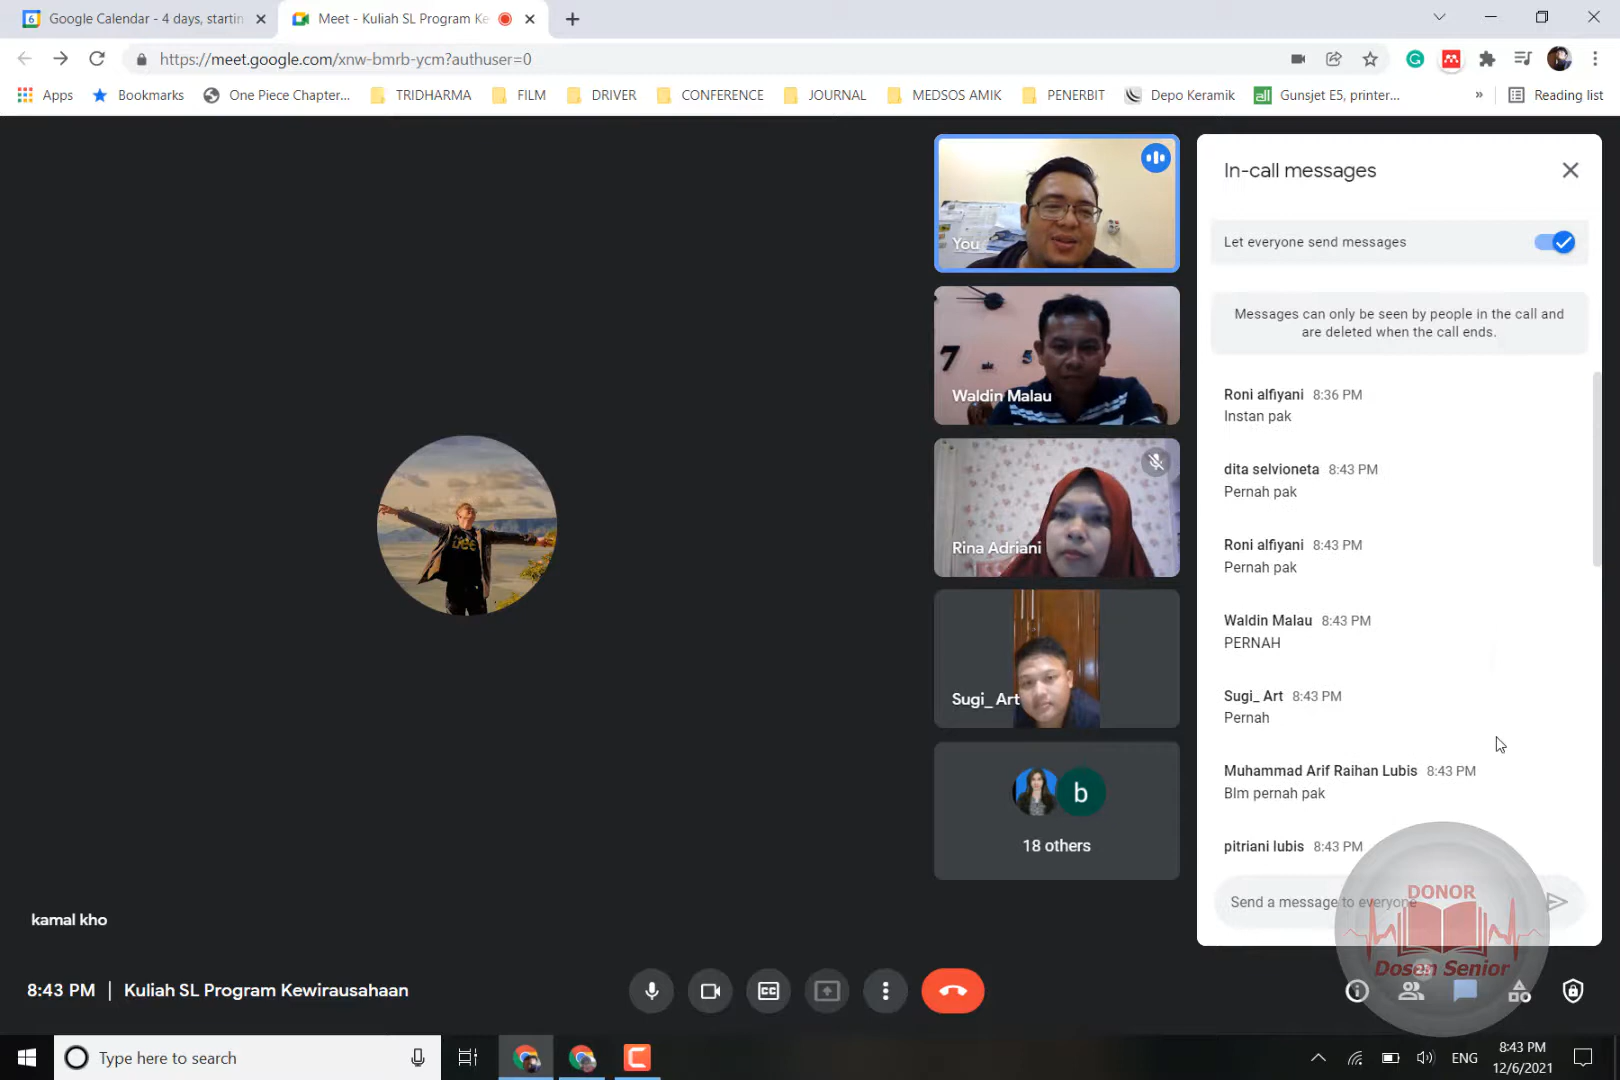 Google Calendar - 4 days, startin
Meet - Kuliah SL Program Ke
https://meet.google.com/xnw-bmrb-ycm?authuser=0
Apps
Bookmarks
One Piece Chapter...
TRIDHARMA
FILM
DRIVER
CONFERENCE
JOURNAL
MEDSOS AMIK
PENERBIT
Depo Keramik
Gunsjet E5, printer...
»
Reading list
You
Waldin Malau
Rina Adriani
Sugi_ Art
b
18 others
kamal kho
In-call messages
Let everyone send messages
Messages can only be seen by people in the call and
are deleted when the call ends.
Roni alfiyani 8:36 PM
Instan pak
dita selvioneta 8:43 PM
Pernah pak
Roni alfiyani 8:43 PM
Pernah pak
Waldin Malau 8:43 PM
PERNAH
Sugi_ Art 8:43 PM
Pernah
Muhammad Arif Raihan Lubis 8:43 PM
Blm pernah pak
pitriani lubis 8:43 PM
Send a message to everyone
DONOR
Dosen Senior
8:43 PM | Kuliah SL Program Kewirausahaan
CC
Type here to search
ENG
8:43 PM
12/6/2021